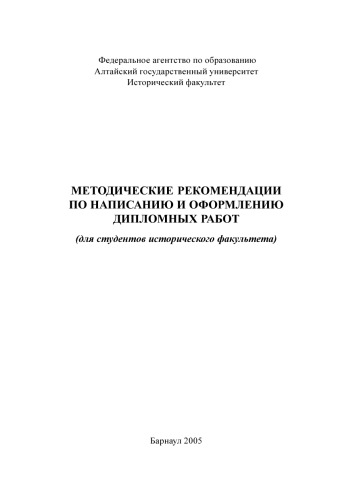 Федеральное агентство по образованию
Алтайский государственный университет
Исторический факультет
МЕТОДИЧЕСКИЕ РЕКОМЕНДАЦИИ
ПО НАПИСАНИЮ И ОФОРМЛЕНИЮ
ДИПЛОМНЫХ РАБОТ
(для студентов исторического факультета)
Барнаул 2005